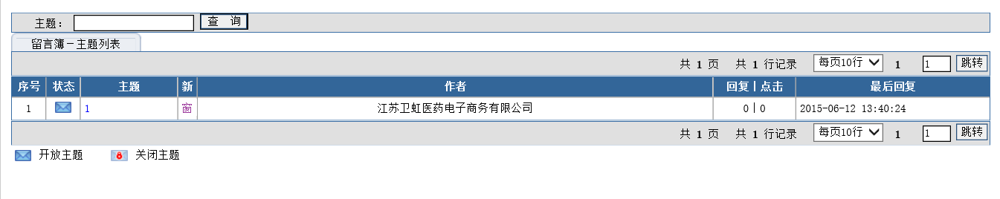 主题： 查 询
留言簿－主题列表
共 1 页 共 1 行记录 每页10行 1 1 跳转
序号 状态 主题 新 作者 回复 | 点击 最后回复
1 1 窗 江苏卫虹医药电子商务有限公司 0 | 0 2015-06-12 13:40:24
共 1 页 共 1 行记录 每页10行 1 1 跳转
开放主题 关闭主题